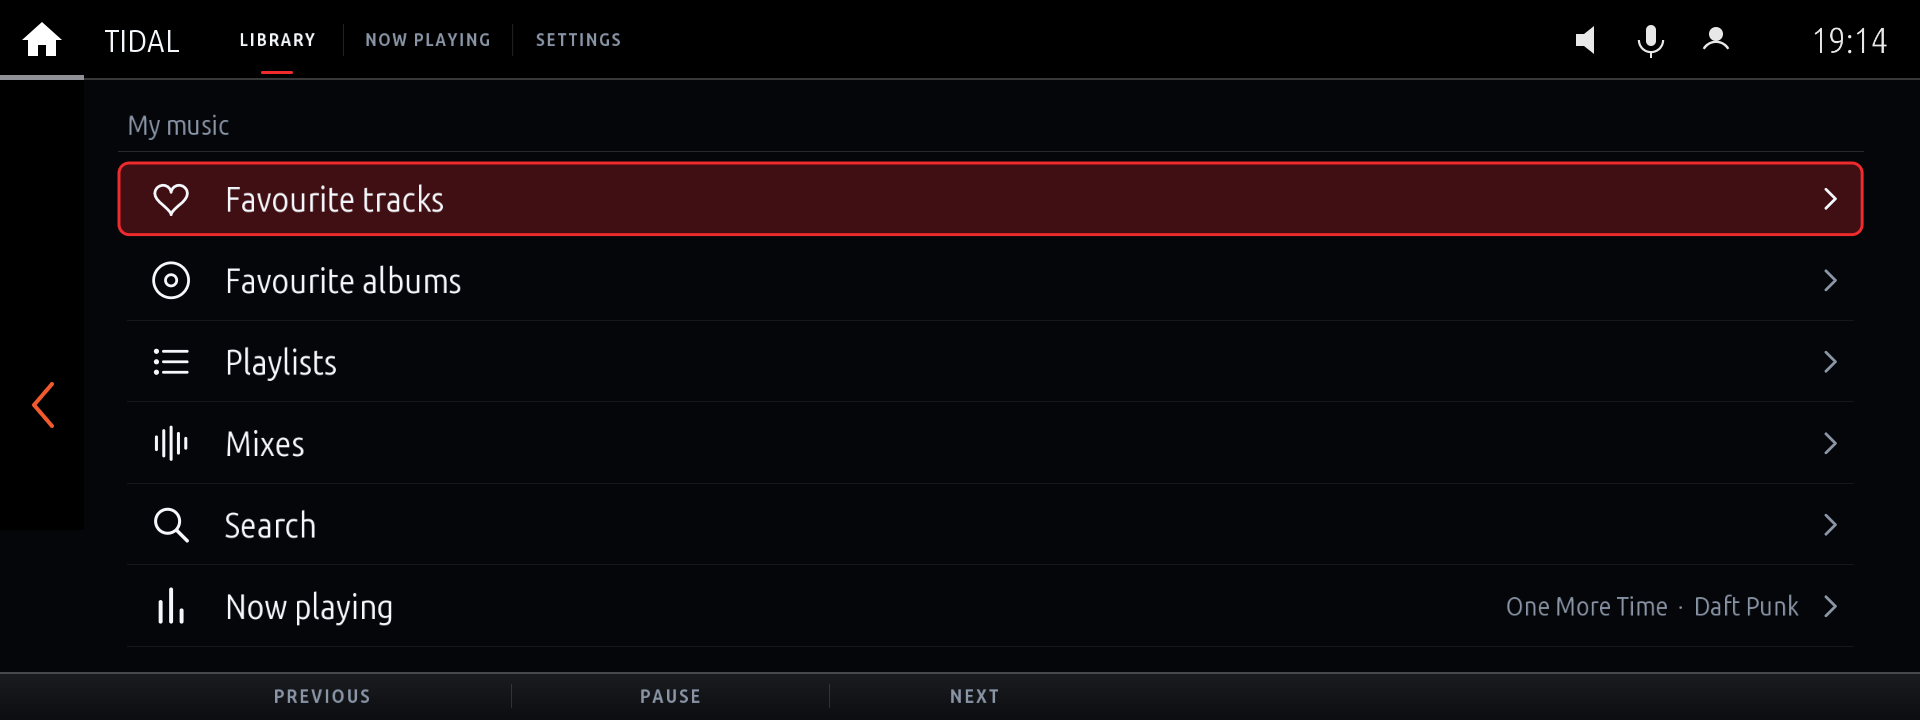 TIDAL LIBRARY NOW PLAYING SETTINGS 19:14
My music
Favourite tracks
Favourite albums
Playlists
Mixes
Search
Now playing One More Time · Daft Punk
PREVIOUS PAUSE NEXT